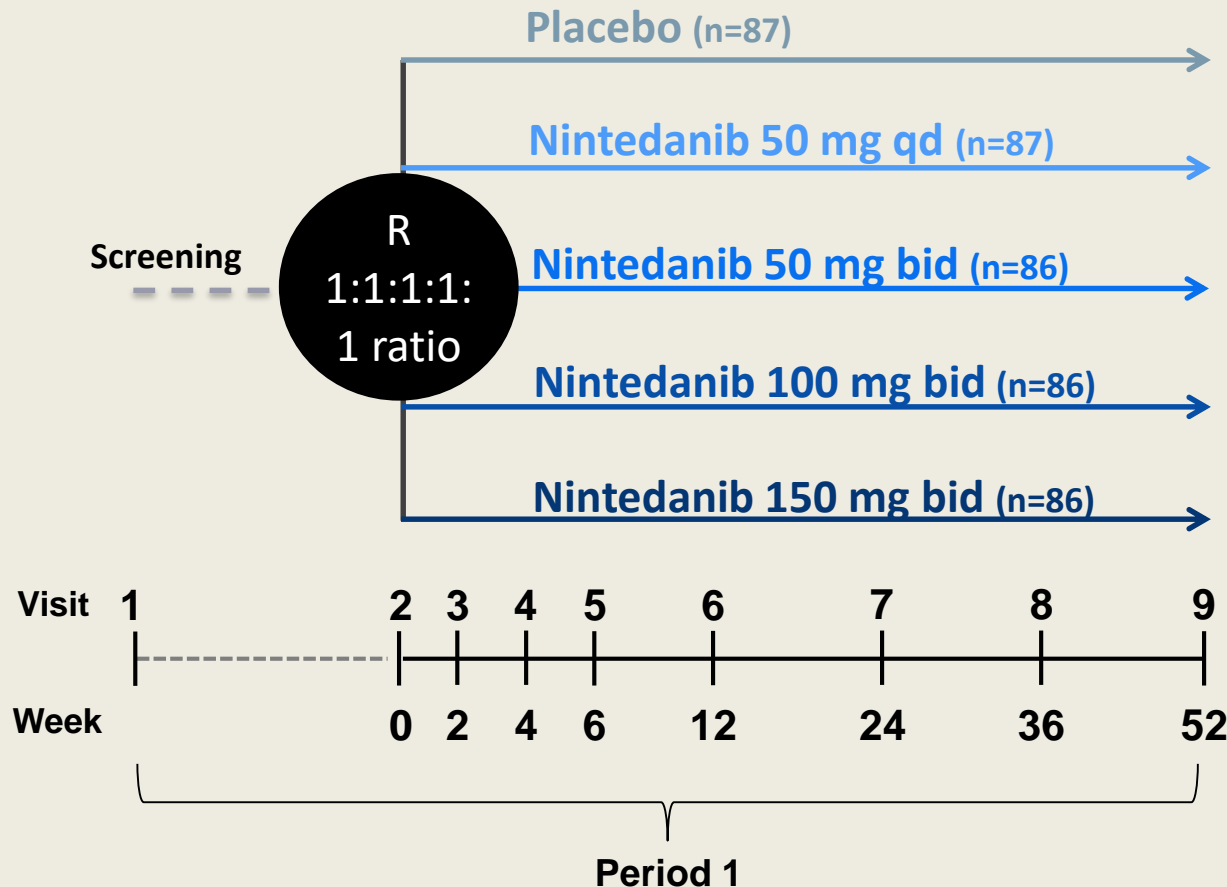 Placebo (n=87)
Nintedanib 50 mg qd (n=87)
Screening
R
1:1:1:1:
1 ratio
Nintedanib 50 mg bid (n=86)
Nintedanib 100 mg bid (n=86)
Nintedanib 150 mg bid (n=86)
Visit 1 2 3 4 5 6 7 8 9
Week 0 2 4 6 12 24 36 52
Period 1